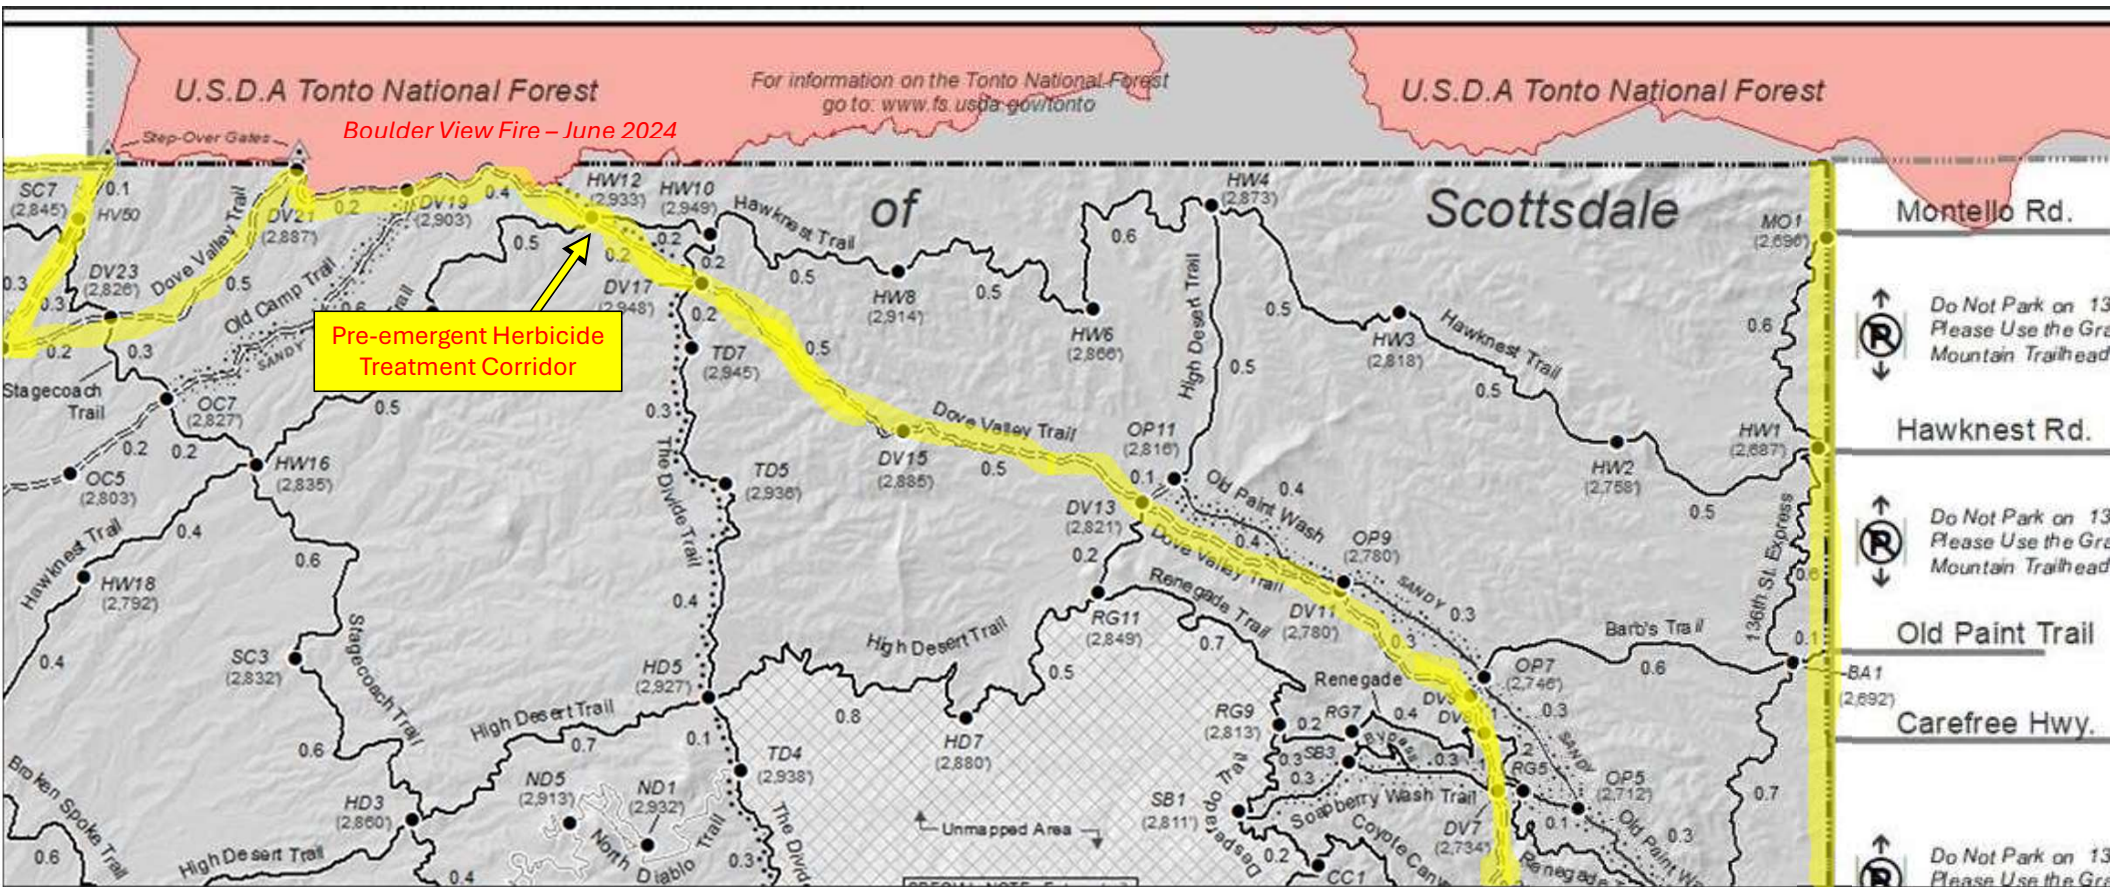 U.S.D.A Tonto National Forest
For information on the Tonto National Forest
go to: www.fs.usda.gov/tonto
U.S.D.A Tonto National Forest
Boulder View Fire – June 2024
Step-Over Gates
SC7
(2,845')
0.1
HV50
DV21
(2,887')
0.2
DV19
(2,903')
0.4
HW12
(2,933')
HW10
(2,949')
0.2
Hawknest Trail
of
HW4
(2,873')
Scottsdale
MO1
(2,696')
Montello Rd.
0.3
0.3
DV23
(2,826')
Dove Valley Trail
0.5
Old Camp Trail
0.6
SANDY
Trail
0.5
0.2
DV17
(2,948')
0.2
0.2
0.5
HW8
(2,914')
0.5
0.6
HW6
(2,866')
High Desert Trail
0.5
0.5
HW3
(2,818')
Hawknest Trail
0.5
0.6
Do Not Park on 13
Please Use the Gra
Mountain Trailhead
Pre-emergent Herbicide
Treatment Corridor
0.2
0.3
Stagecoach
Trail
OC7
(2,827')
0.5
TD7
(2,945')
0.5
0.3
Dove Valley Trail
OP11
(2,816')
HW1
(2,687')
Hawknest Rd.
0.2
0.2
OC5
(2,803')
HW16
(2,835')
The Divide Trail
TD5
(2,936')
DV15
(2,885')
0.5
0.1
Old Paint Wash
0.4
HW2
(2,758')
0.5
DV13
(2,821')
Hawknest Trail
0.4
0.6
HW18
(2,792')
0.2
Dove Valley Trail
0.4
OP9
(2,780')
SANDY
0.3
136th St. Express
0.6
Do Not Park on 13
Please Use the Gra
Mountain Trailhead
0.4
RG11
(2,849')
Renegade Trail
0.7
DV11
(2,780')
0.3
Barb's Trail
0.6
0.1
Old Paint Trail
0.4
SC3
(2,832')
Stagecoach Trail
HD5
(2,927')
High Desert Trail
0.5
Renegade
OP7
(2,746')
BA1
(2,692')
0.6
High Desert Trail
0.7
0.1
0.8
HD7
(2,880')
RG9
(2,813')
0.2
RG7
0.4
Bypass
0.3
Carefree Hwy.
Broken Spoke Trail
HD3
(2,860')
ND5
(2,913')
ND1
(2,932')
TD4
(2,938')
0.3
SB3
0.3
.3
RG5
SANDY
OP5
(2,712')
0.7
Unmapped Area
SB1
(2,811')
Desperado Trail
Soapberry Wash Trail
DV7
(2,734')
0.1
0.3
0.6
High Desert Trail
0.4
North
Diablo Trail
0.3
0.2
CC1
Renegade
Do Not Park on 13
Please Use the Gra